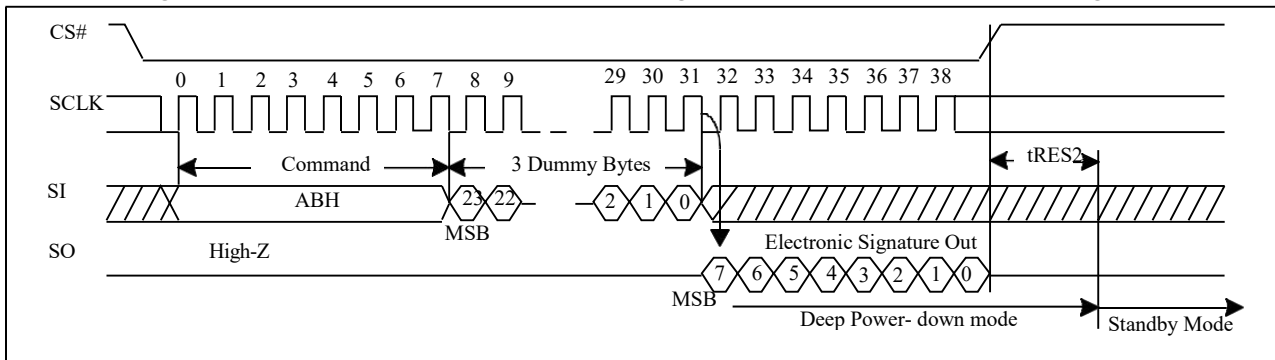 CS#
0 1 2 3 4 5 6 7 8 9 29 30 31 32 33 34 35 36 37 38
SCLK
Command 3 Dummy Bytes tRES2
SI ABH 23 22 2 1 0
MSB
SO High-Z Electronic Signature Out
7 6 5 4 3 2 1 0
MSB
Deep Power- down mode Standby Mode